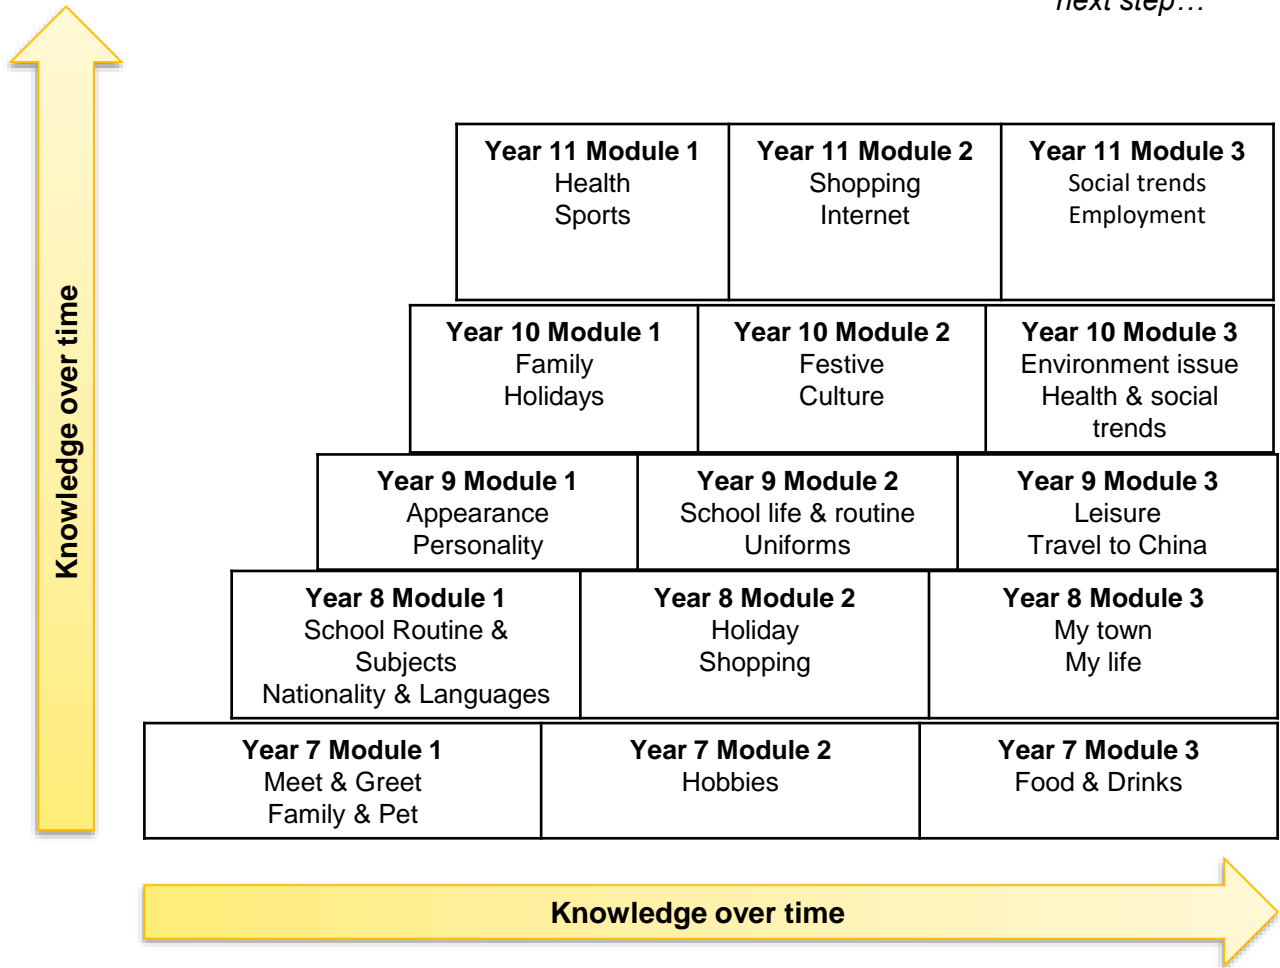 next step…
Year 11 Module 1
Health
Sports
Year 11 Module 2
Shopping
Internet
Year 11 Module 3
Social trends
Employment
Year 10 Module 1
Family
Holidays
Year 10 Module 2
Festive
Culture
Year 10 Module 3
Environment issue
Health & social
trends
Year 9 Module 1
Appearance
Personality
Year 9 Module 2
School life & routine
Uniforms
Year 9 Module 3
Leisure
Travel to China
Year 8 Module 1
School Routine &
Subjects
Nationality & Languages
Year 8 Module 2
Holiday
Shopping
Year 8 Module 3
My town
My life
Year 7 Module 1
Meet & Greet
Family & Pet
Year 7 Module 2
Hobbies
Year 7 Module 3
Food & Drinks
Knowledge over time
Knowledge over time